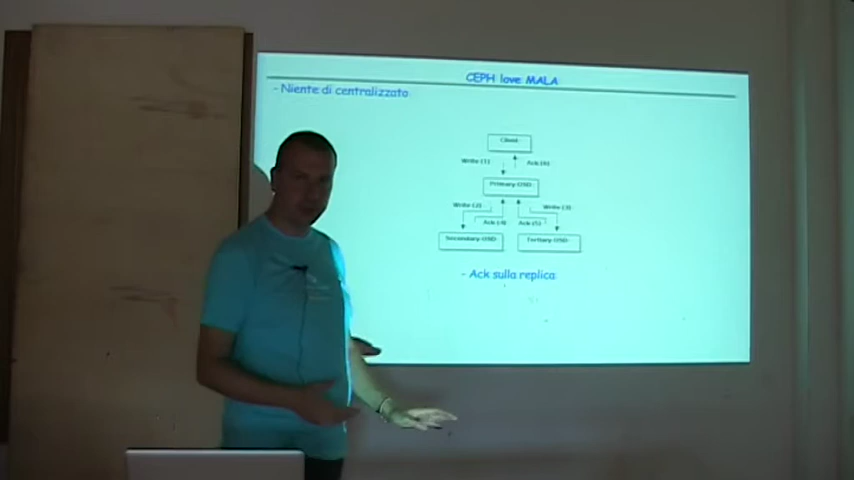 CEPH love MALA
- Niente di centralizzato
Client
Write (1) Ack (6)
Primary OSD
Write (2) Write (3)
Ack (4) Ack (5)
Secondary OSD Tertiary OSD
- Ack sulla replica